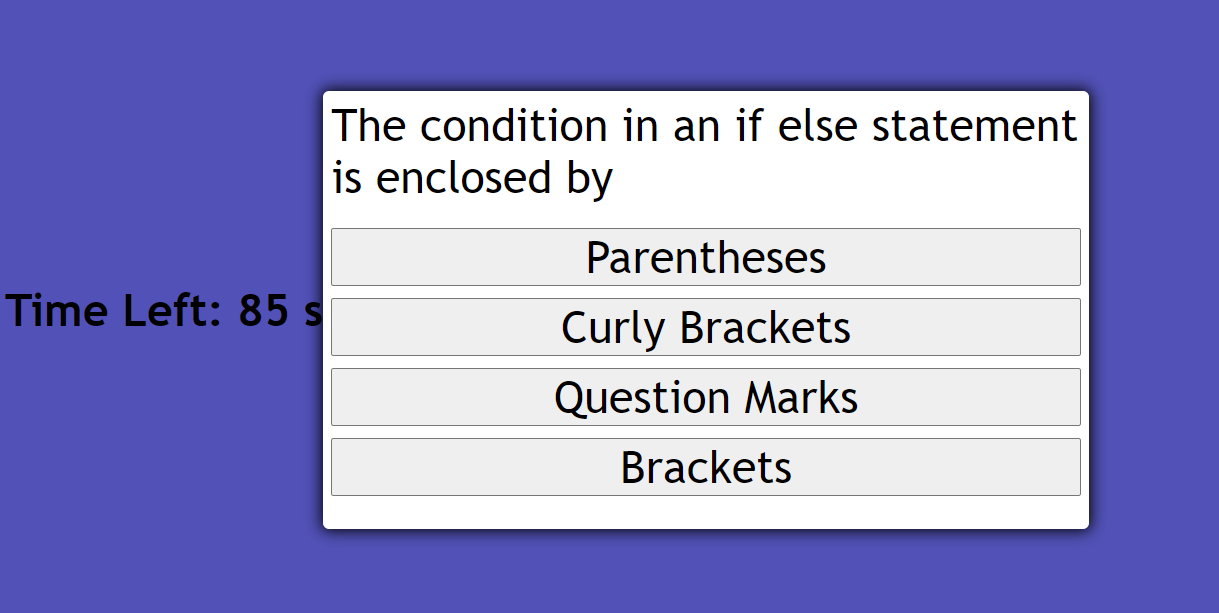 The condition in an if else statement
is enclosed by
Parentheses
Time Left: 85 s
Curly Brackets
Question Marks
Brackets